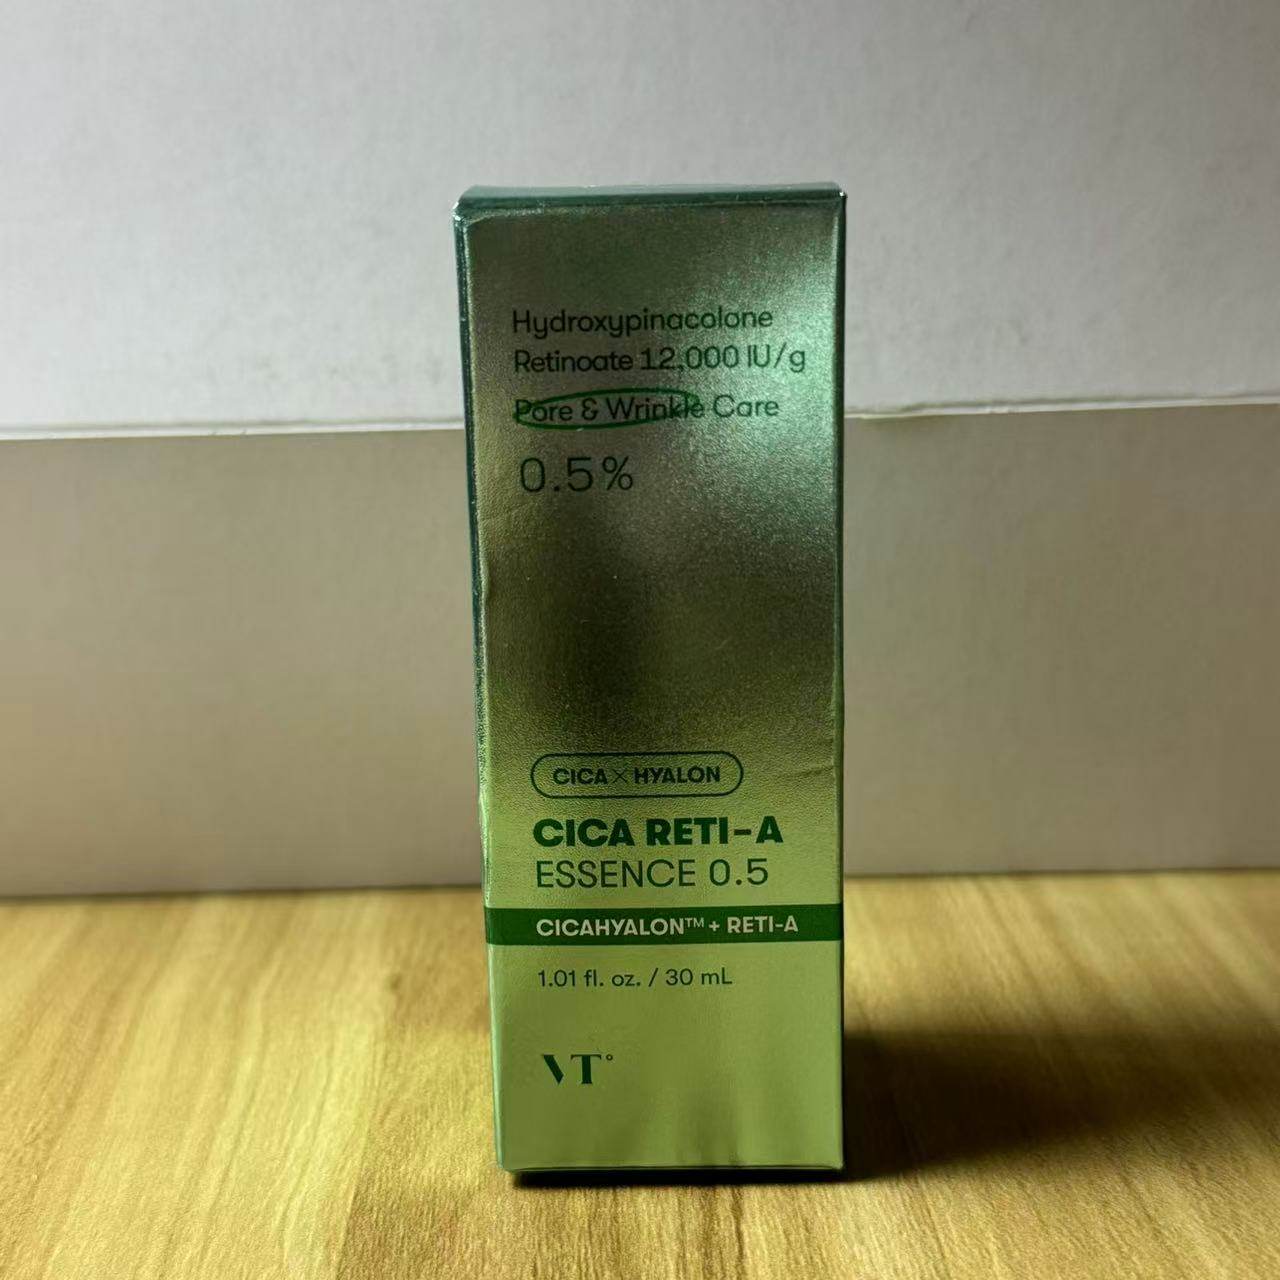 Hydroxypinacolone
Retinoate 12,000 IU/g
Pore & Wrinkle Care
0.5%
CICA × HYALON
CICA RETI-A
ESSENCE 0.5
CICAHYALON™ + RETI-A
1.01 fl. oz. / 30 mL
VT°